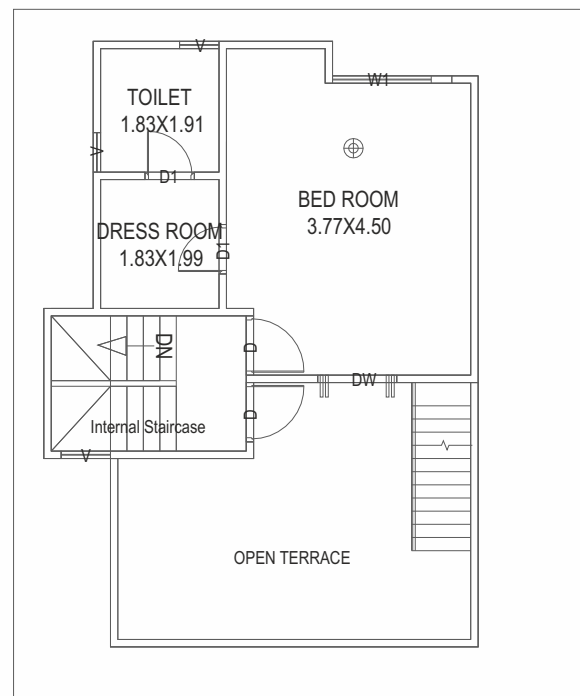 V
W1
TOILET
1.83X1.91
V
D1
BED ROOM
3.77X4.50
DRESS ROOM
1.83X1.99
D1
DN
D
DW
D
Internal Staircase
V
OPEN TERRACE